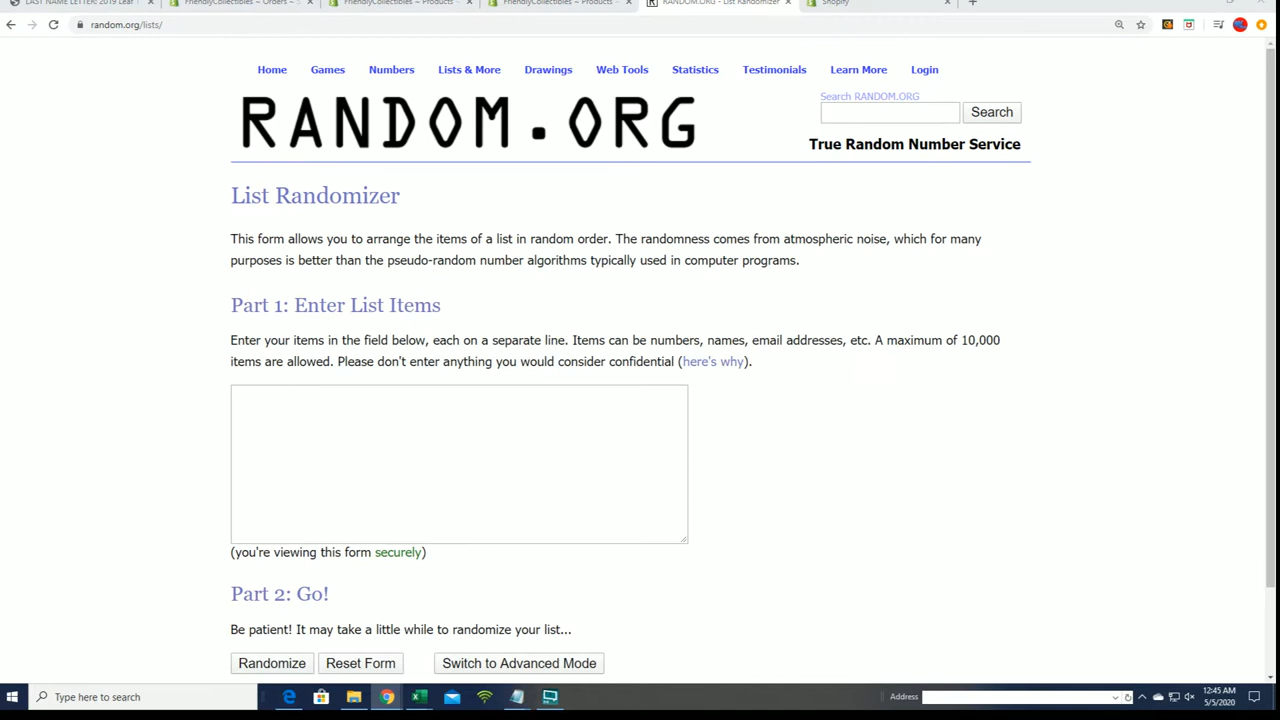 LAST NAME LETTER: 2019 Leaf
FriendlyCollectibles ~ Orders ~ S
FriendlyCollectibles ~ Products ~
FriendlyCollectibles ~ Products ~
RANDOM.ORG - List Randomizer
Shopify
random.org/lists/
Home Games Numbers Lists & More Drawings Web Tools Statistics Testimonials Learn More Login
RANDOM.ORG
Search RANDOM.ORG
Search
True Random Number Service
List Randomizer
This form allows you to arrange the items of a list in random order. The randomness comes from atmospheric noise, which for many
purposes is better than the pseudo-random number algorithms typically used in computer programs.
Part 1: Enter List Items
Enter your items in the field below, each on a separate line. Items can be numbers, names, email addresses, etc. A maximum of 10,000
items are allowed. Please don't enter anything you would consider confidential (here's why).
(you're viewing this form securely)
Part 2: Go!
Be patient! It may take a little while to randomize your list...
Randomize Reset Form Switch to Advanced Mode
Type here to search
Address
12:45 AM
5/5/2020